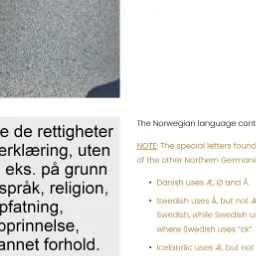 e de rettigheter
erklæring, uten
eks. på grunn
språk, religion,
pfatning,
pprinnelse,
annet forhold.
The Norwegian language cont
NOTE: The special letters found
of the other Northern Germani
• Danish uses Æ, Ø and Å.
• Swedish uses Å, but not Æ
Swedish, while Swedish us
where Swedish uses "ck".
• Icelandic uses Æ, but not